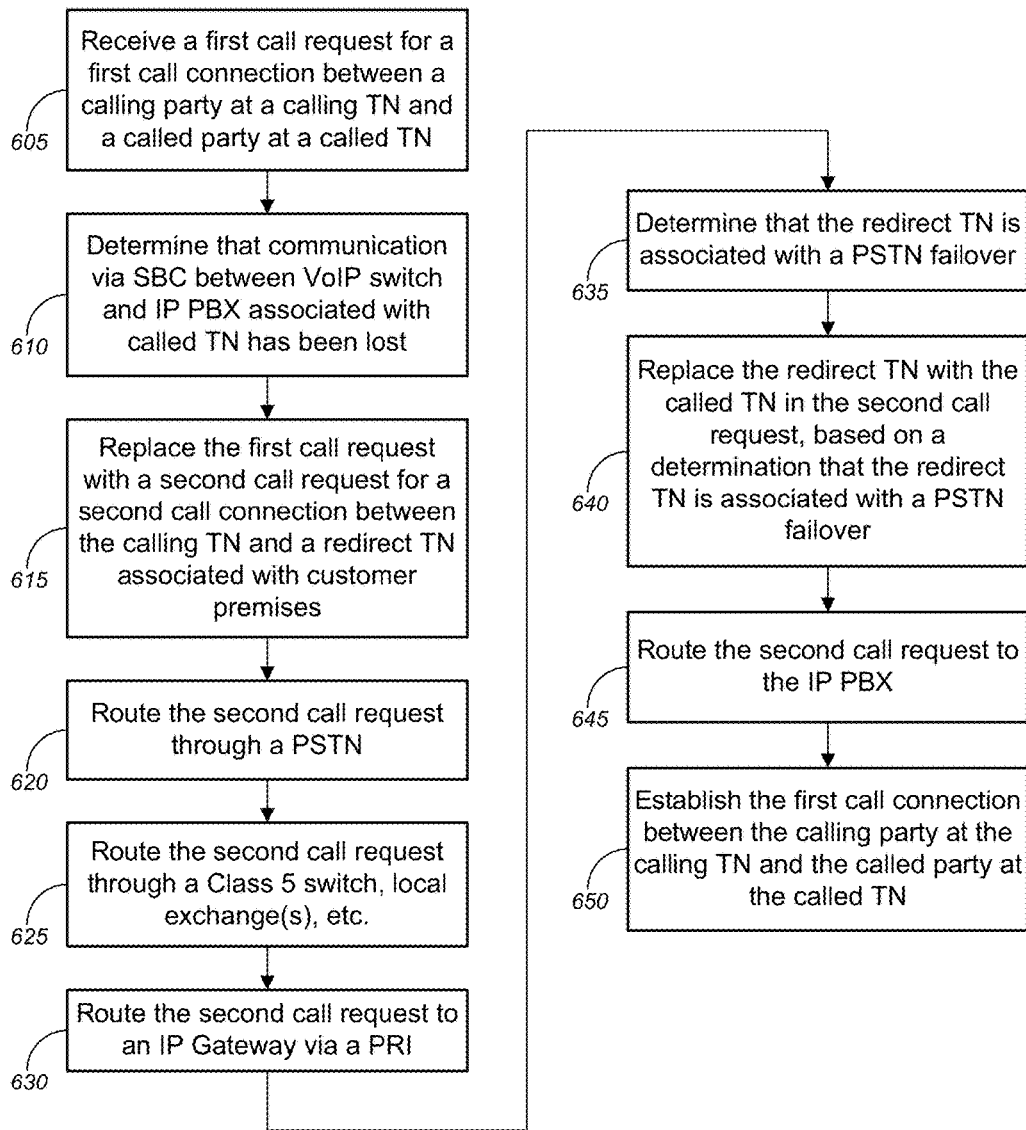 Receive a first call request for a
first call connection between a
calling party at a calling TN and
a called party at a called TN
605
Determine that communication
via SBC between VoIP switch
and IP PBX associated with
called TN has been lost
610
Replace the first call request
with a second call request for a
second call connection between
the calling TN and a redirect TN
associated with customer
premises
615
Route the second call request
through a PSTN
620
Route the second call request
through a Class 5 switch, local
exchange(s), etc.
625
Route the second call request to
an IP Gateway via a PRI
630
Determine that the redirect TN is
associated with a PSTN failover
635
Replace the redirect TN with the
called TN in the second call
request, based on a
determination that the redirect
TN is associated with a PSTN
failover
640
Route the second call request to
the IP PBX
645
Establish the first call connection
between the calling party at the
calling TN and the called party at
the called TN
650